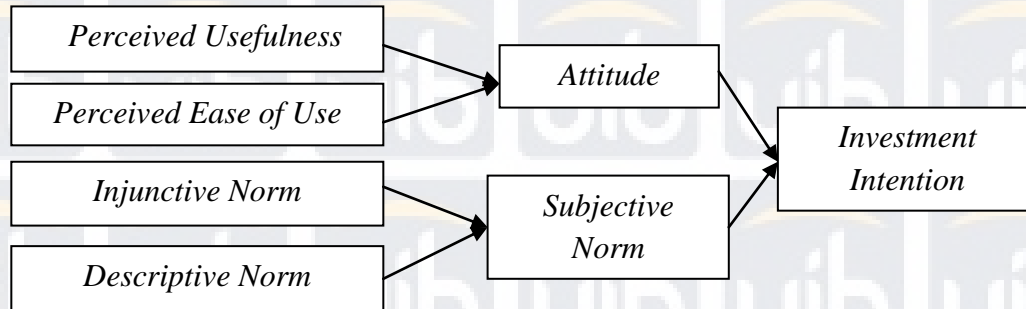 Perceived Usefulness
Perceived Ease of Use
Injunctive Norm
Descriptive Norm
Attitude
Subjective
Norm
Investment
Intention